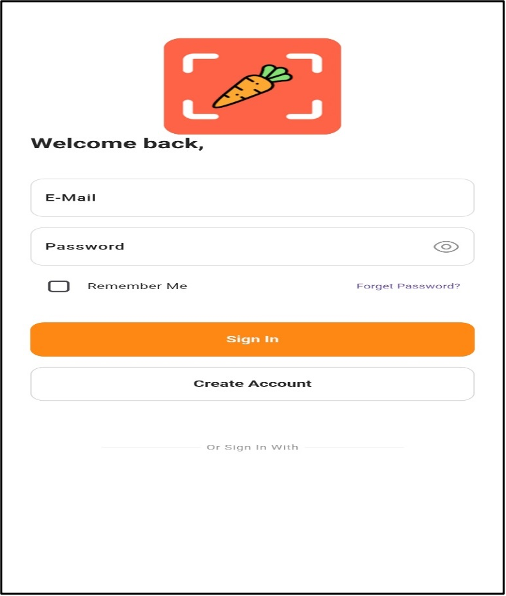 Welcome back,
E-Mail
Password
Remember Me
Forget Password?
Sign In
Create Account
Or Sign In With